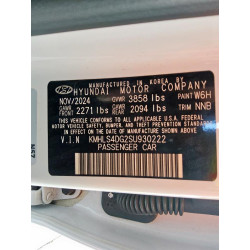 MANUFACTURED IN KOREA BY
HYUNDAI MOTOR COMPANY
NOV/2024 GVWR 3858 lbs PAINT W6H
GAWR FRONT 2271 lbs GAWR REAR 2094 lbs TRIM NNB
THIS VEHICLE CONFORMS TO ALL APPLICABLE U.S. FEDERAL
MOTOR VEHICLE SAFETY, BUMPER, AND THEFT PREVENTION
STANDARDS IN EFFECT ON THE DATE OF MANUFACTURE
SHOWN ABOVE.
V.I.N KMHLS4DG2SU930222
PASSENGER CAR